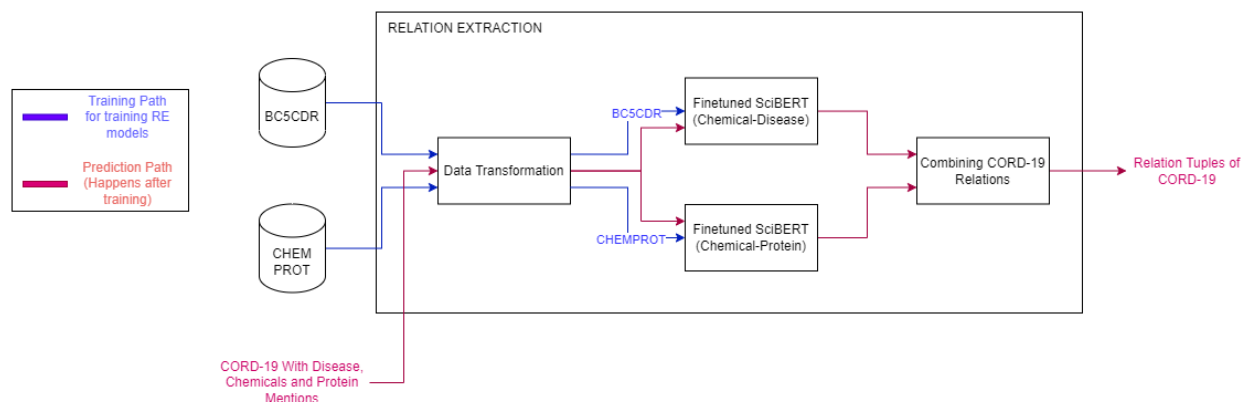 RELATION EXTRACTION
Training Path
for training RE
models
Prediction Path
(Happens after
training)
BC5CDR
CHEM
PROT
Data Transformation
BC5CDR
CHEMPROT
Finetuned SciBERT
(Chemical-Disease)
Finetuned SciBERT
(Chemical-Protein)
Combining CORD-19
Relations
Relation Tuples of
CORD-19
CORD-19 With Disease,
Chemicals and Protein
Mentions